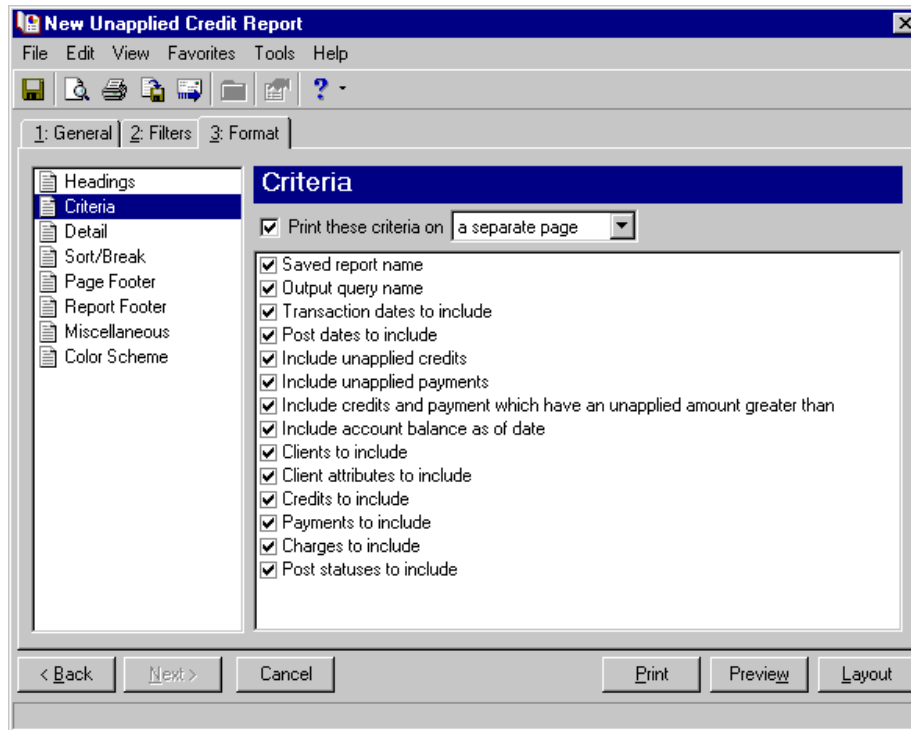 New Unapplied Credit Report
File Edit View Favorites Tools Help
?
1: General 2: Filters 3: Format
Headings
Criteria
Detail
Sort/Break
Page Footer
Report Footer
Miscellaneous
Color Scheme
Criteria
Print these criteria on a separate page
Saved report name
Output query name
Transaction dates to include
Post dates to include
Include unapplied credits
Include unapplied payments
Include credits and payment which have an unapplied amount greater than
Include account balance as of date
Clients to include
Client attributes to include
Credits to include
Payments to include
Charges to include
Post statuses to include
< Back Next > Cancel Print Preview Layout